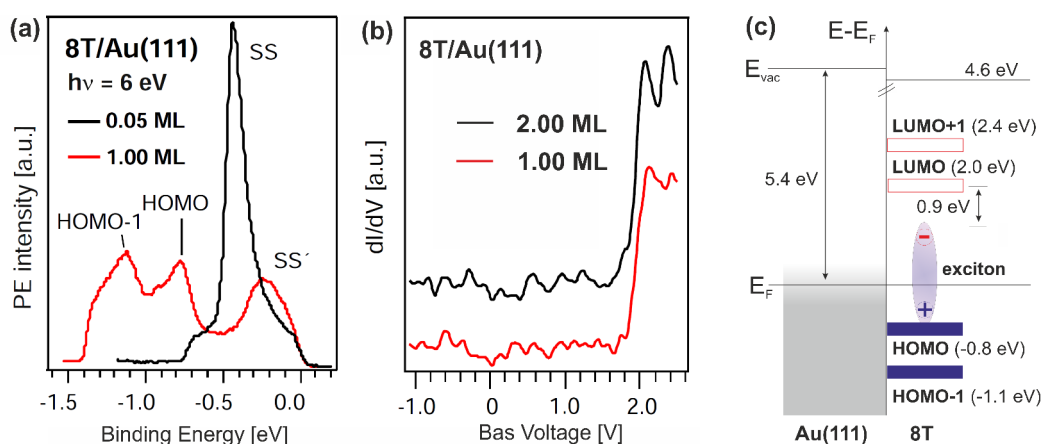 (a)
8T/Au(111)
hν = 6 eV
0.05 ML
1.00 ML
SS
HOMO-1
HOMO
SS´
PE intensity [a.u.]
-1.5
-1.0
-0.5
0.0
Binding Energy [eV]
(b)
8T/Au(111)
2.00 ML
1.00 ML
dI/dV [a.u.]
-1.0
0
1.0
2.0
Bas Voltage [V]
(c)
E-EF
Evac
4.6 eV
LUMO+1 (2.4 eV)
LUMO (2.0 eV)
5.4 eV
0.9 eV
−
exciton
EF
+
HOMO (-0.8 eV)
HOMO-1 (-1.1 eV)
Au(111)
8T